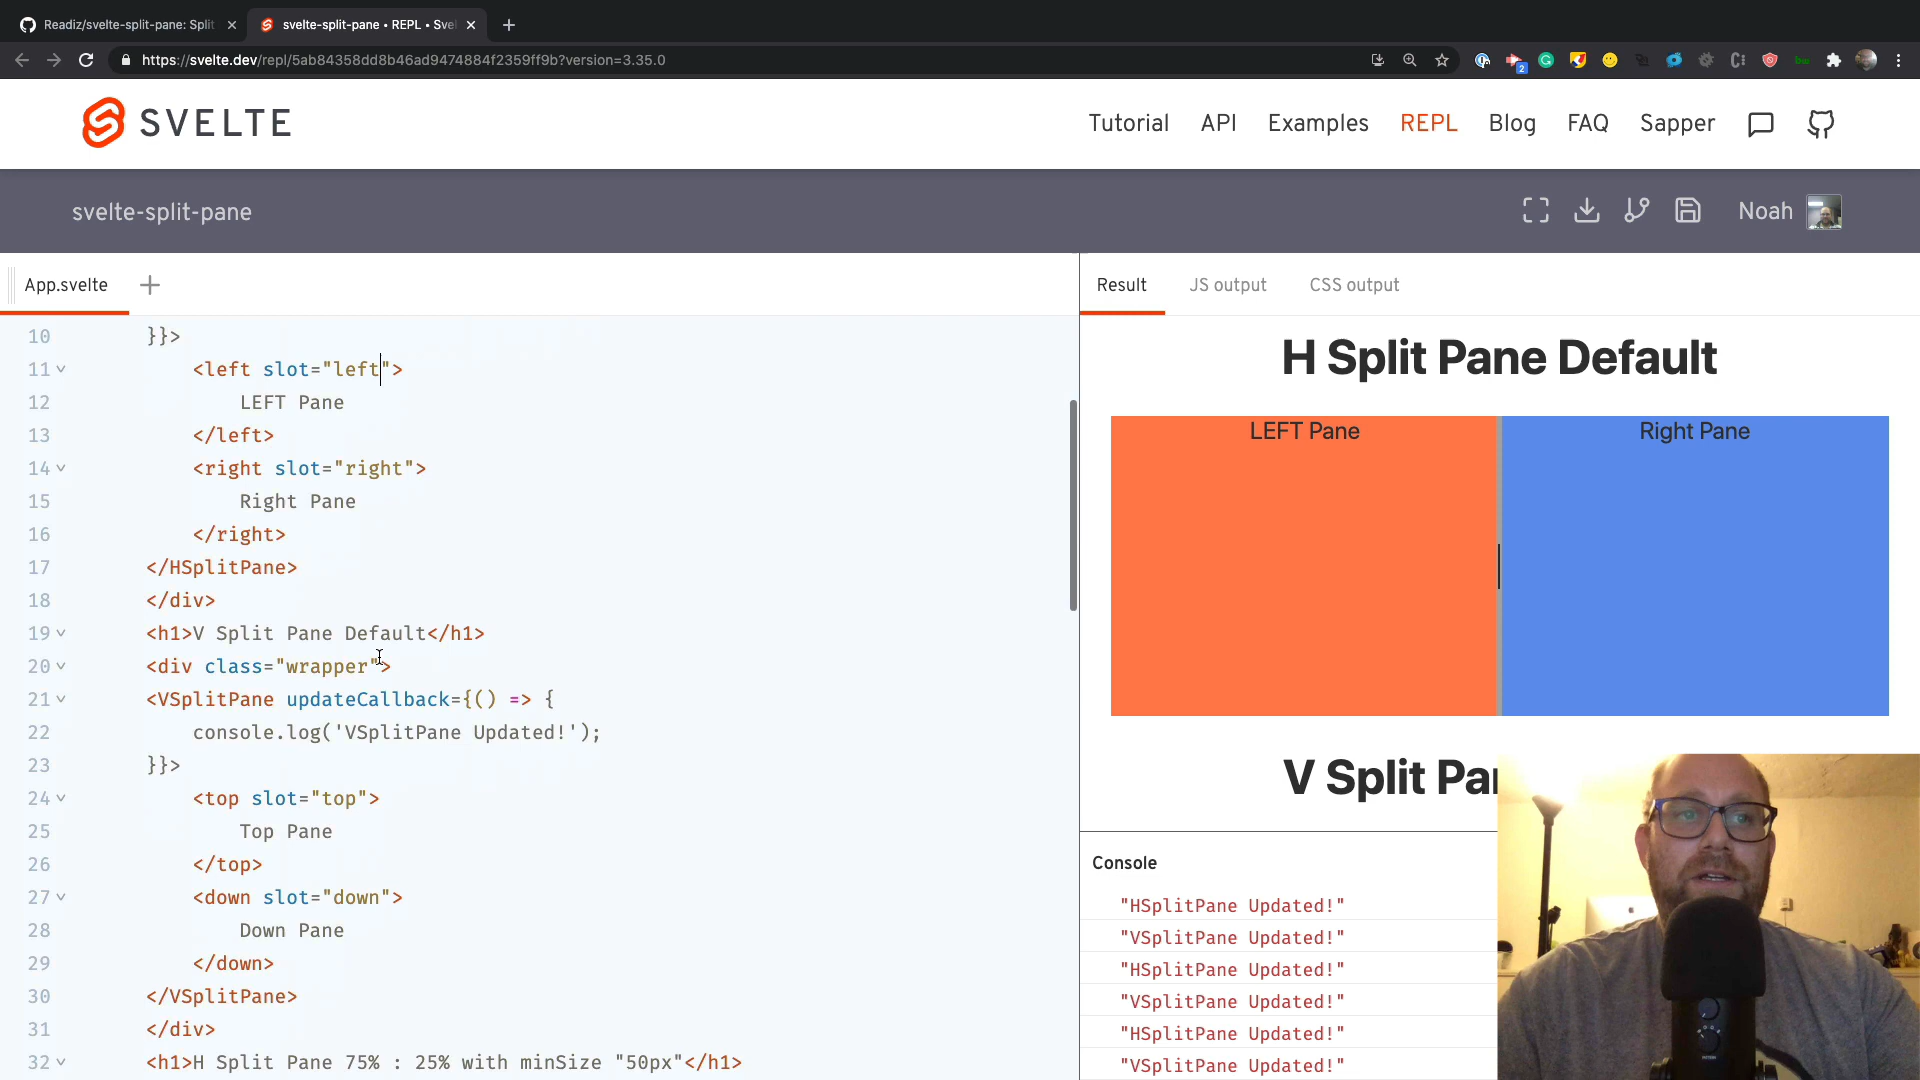 Readiz/svelte-split-pane: Split
svelte-split-pane • REPL • Svel
https://svelte.dev/repl/5ab84358dd8b46ad9474884f2359ff9b?version=3.35.0
2
SVELTE
Tutorial API Examples REPL Blog FAQ Sapper
svelte-split-pane
Noah
App.svelte
Result JS output CSS output
10 }}>
11 <left slot="left">
12 LEFT Pane
13 </left>
14 <right slot="right">
15 Right Pane
16 </right>
17 </HSplitPane>
18 </div>
19 <h1>V Split Pane Default</h1>
20 <div class="wrapper">
21 <VSplitPane updateCallback={() => {
22 console.log('VSplitPane Updated!');
23 }}>
24 <top slot="top">
25 Top Pane
26 </top>
27 <down slot="down">
28 Down Pane
29 </down>
30 </VSplitPane>
31 </div>
32 <h1>H Split Pane 75% : 25% with minSize "50px"</h1>
H Split Pane Default
LEFT Pane
Right Pane
V Split Pan
Console
"HSplitPane Updated!"
"VSplitPane Updated!"
"HSplitPane Updated!"
"VSplitPane Updated!"
"HSplitPane Updated!"
"VSplitPane Updated!"